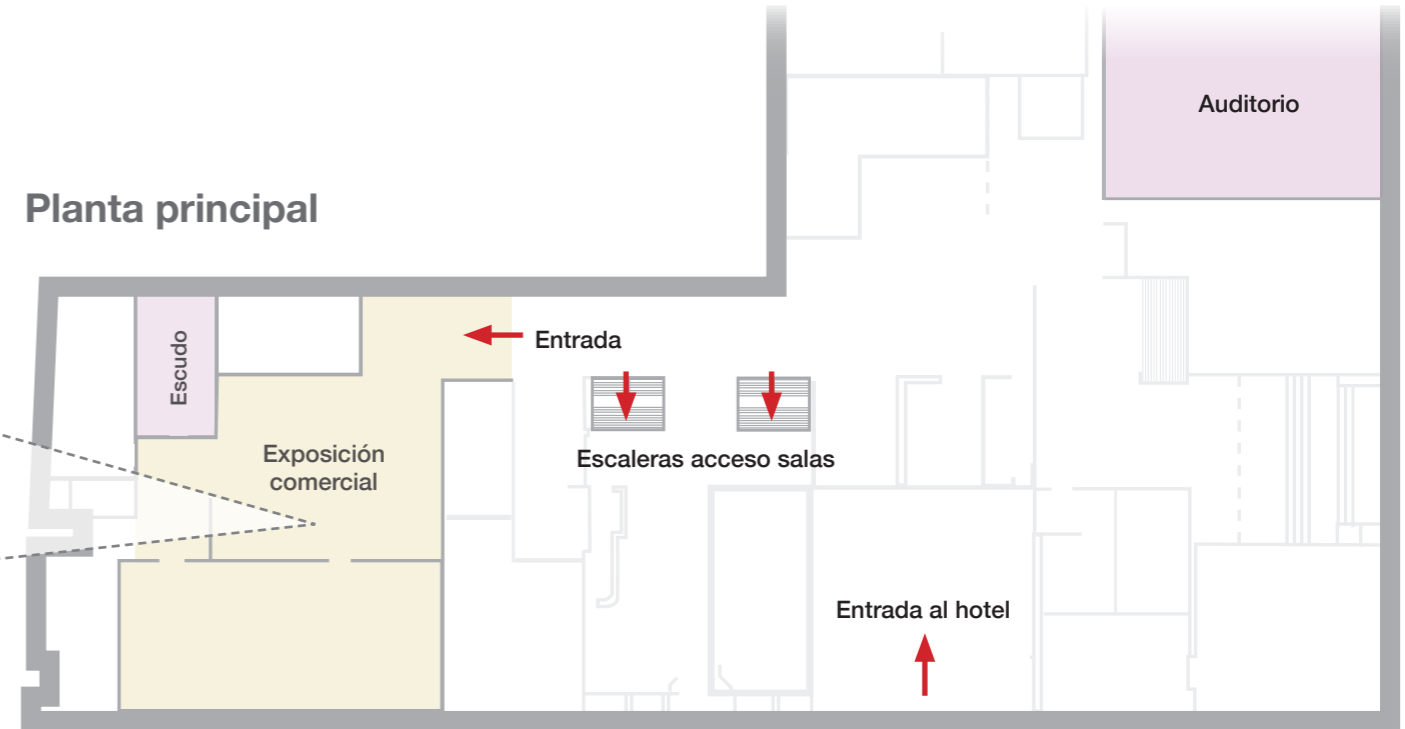 Auditorio
Planta principal
Escudo
Entrada
Exposición
comercial
Escaleras acceso salas
Entrada al hotel